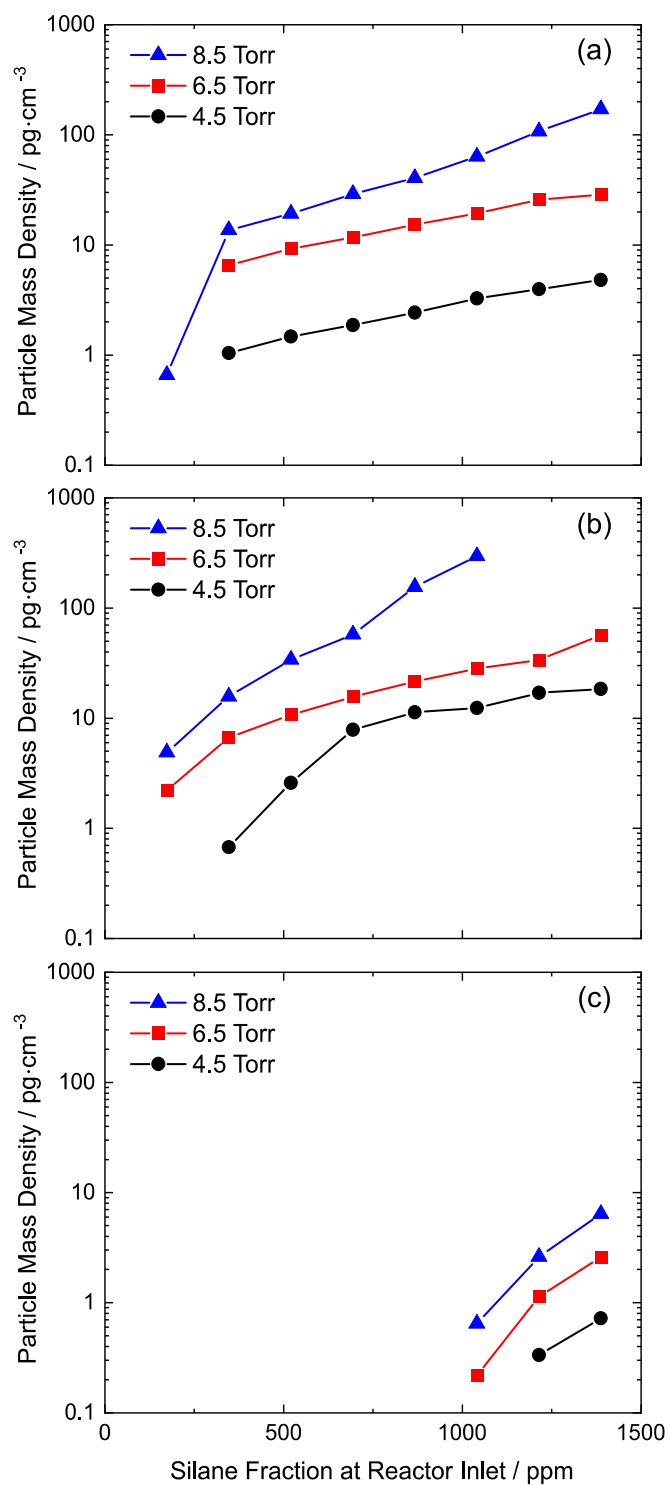 1000
100
10
1
0.1
Particle Mass Density / pg·cm⁻³
8.5 Torr
6.5 Torr
4.5 Torr
(a)
1000
100
10
1
0.1
Particle Mass Density / pg·cm⁻³
8.5 Torr
6.5 Torr
4.5 Torr
(b)
1000
100
10
1
0.1
Particle Mass Density / pg·cm⁻³
8.5 Torr
6.5 Torr
4.5 Torr
(c)
0 500 1000 1500
Silane Fraction at Reactor Inlet / ppm